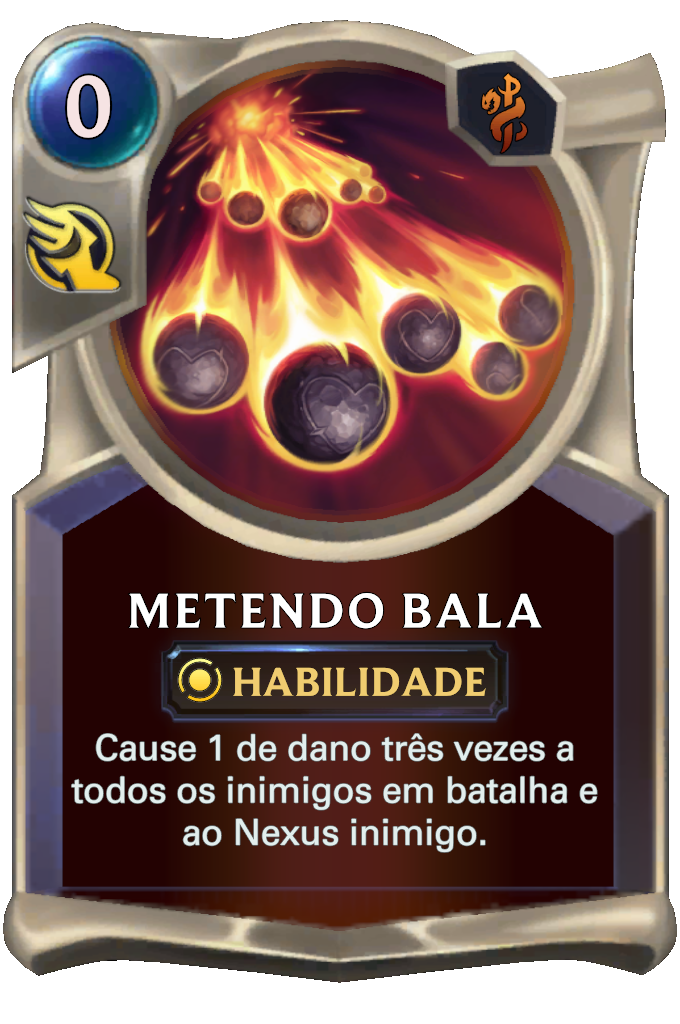 0
METENDO BALA
HABILIDADE
Cause 1 de dano três vezes a
todos os inimigos em batalha e
ao Nexus inimigo.